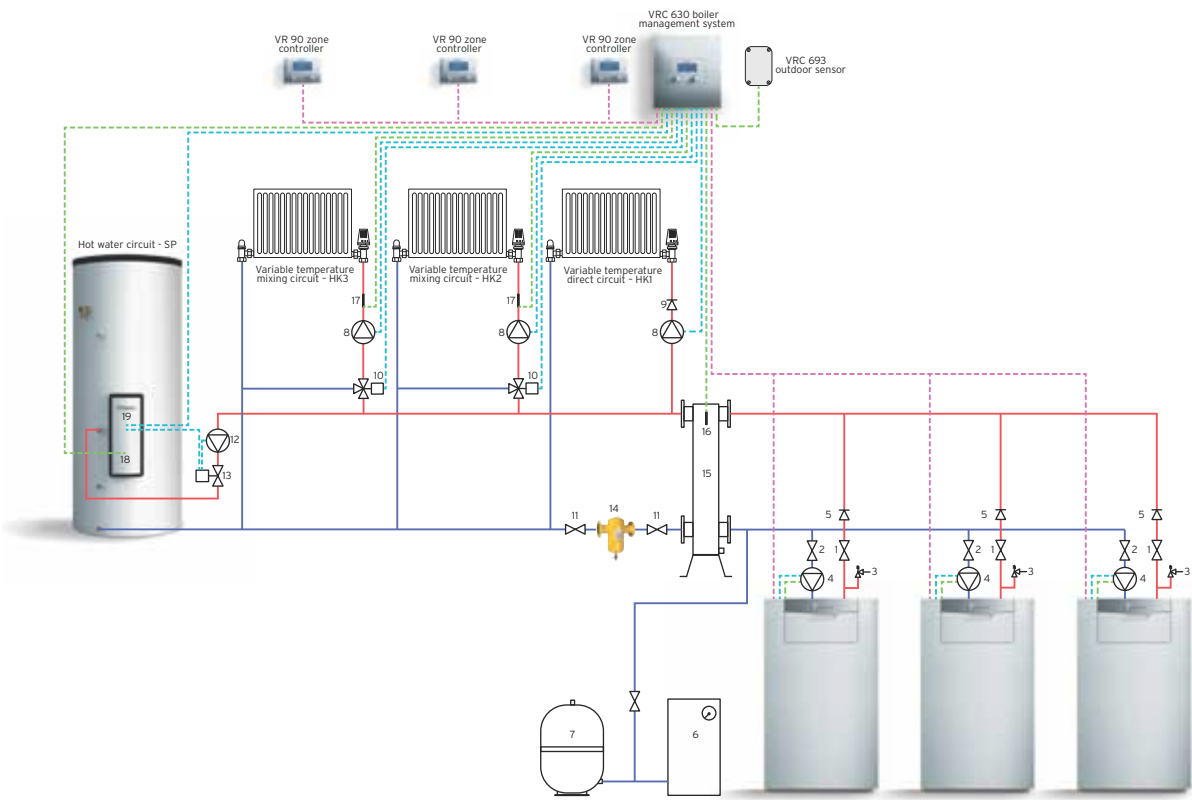 VRC 630 boiler
management system
VR 90 zone
controller
VR 90 zone
controller
VR 90 zone
controller
VRC 693
outdoor sensor
Hot water circuit - SP
Variable temperature
mixing circuit - HK3
Variable temperature
mixing circuit - HK2
Variable temperature
direct circuit - HK1
17
17
9
8
8
8
10
10
19
18
12
13
16
15
11
14
11
5
5
5
2
1
2
1
2
1
3
3
3
4
4
4
7
6